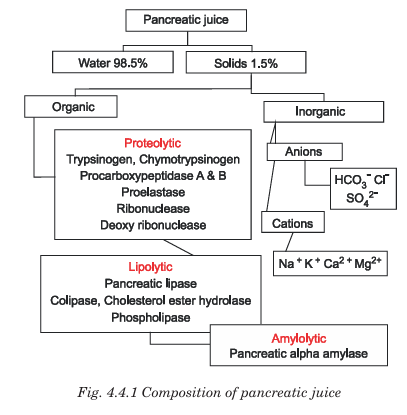 Pancreatic juice
Water 98.5%
Solids 1.5%
Organic
Inorganic
Proteolytic
Trypsinogen, Chymotrypsinogen
Procarboxypeptidase A & B
Proelastase
Ribonuclease
Deoxy ribonuclease
Anions
HCO₃⁻ Cl⁻
SO₄²⁻
Cations
Na⁺ K⁺ Ca²⁺ Mg²⁺
Lipolytic
Pancreatic lipase
Colipase, Cholesterol ester hydrolase
Phospholipase
Amylolytic
Pancreatic alpha amylase
Fig. 4.4.1 Composition of pancreatic juice